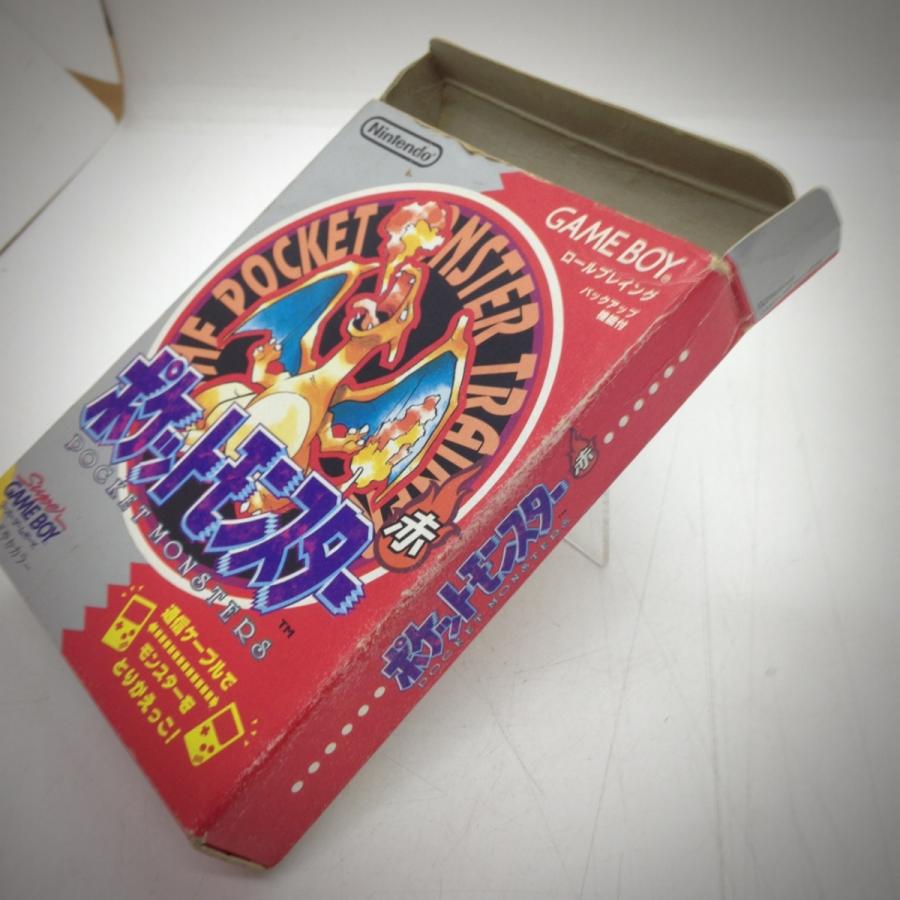 Nintendo
GAME BOY
ロールプレイング
バックアップ
機能付
POCKET MONSTER TRAINER
ポケットモンスター
赤
POCKET MONSTERS
TM
Super
GAME BOY
通信ケーブルで
モンスターを
とりかえっこ!
ポケットモンスター
赤
POCKET MONSTERS